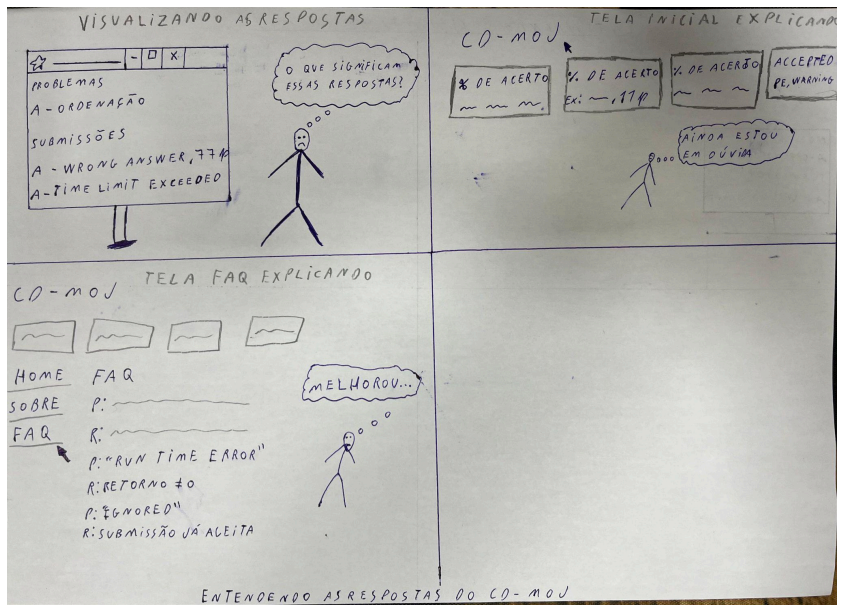 VISUALIZANDO AS RESPOSTAS
X
PROBLEMAS
A - ORDENAÇÃO
SUBMISSÕES
A - WRONG ANSWER, 77p
A - TIME LIMIT EXCEEDED
O QUE SIGNIFICAM
ESSAS RESPOSTAS?
TELA INICIAL EXPLICANDO
CD-MOJ
% DE ACERTO
% DE ACERTO
EX: , 77p
% DE ACERTO
ACCEPTED
PE, WARNING
AINDA ESTOU
EM DÚVIDA
TELA FAQ EXPLICANDO
CD-MOJ
HOME
SOBRE
FAQ
FAQ
P:
R:
P: "RUN TIME ERROR"
R: RETORNO ≠0
P: "IGNORED"
R: SUBMISSÃO JÁ ACEITA
MELHOROU...
ENTENDENDO AS RESPOSTAS DO CD-MOJ